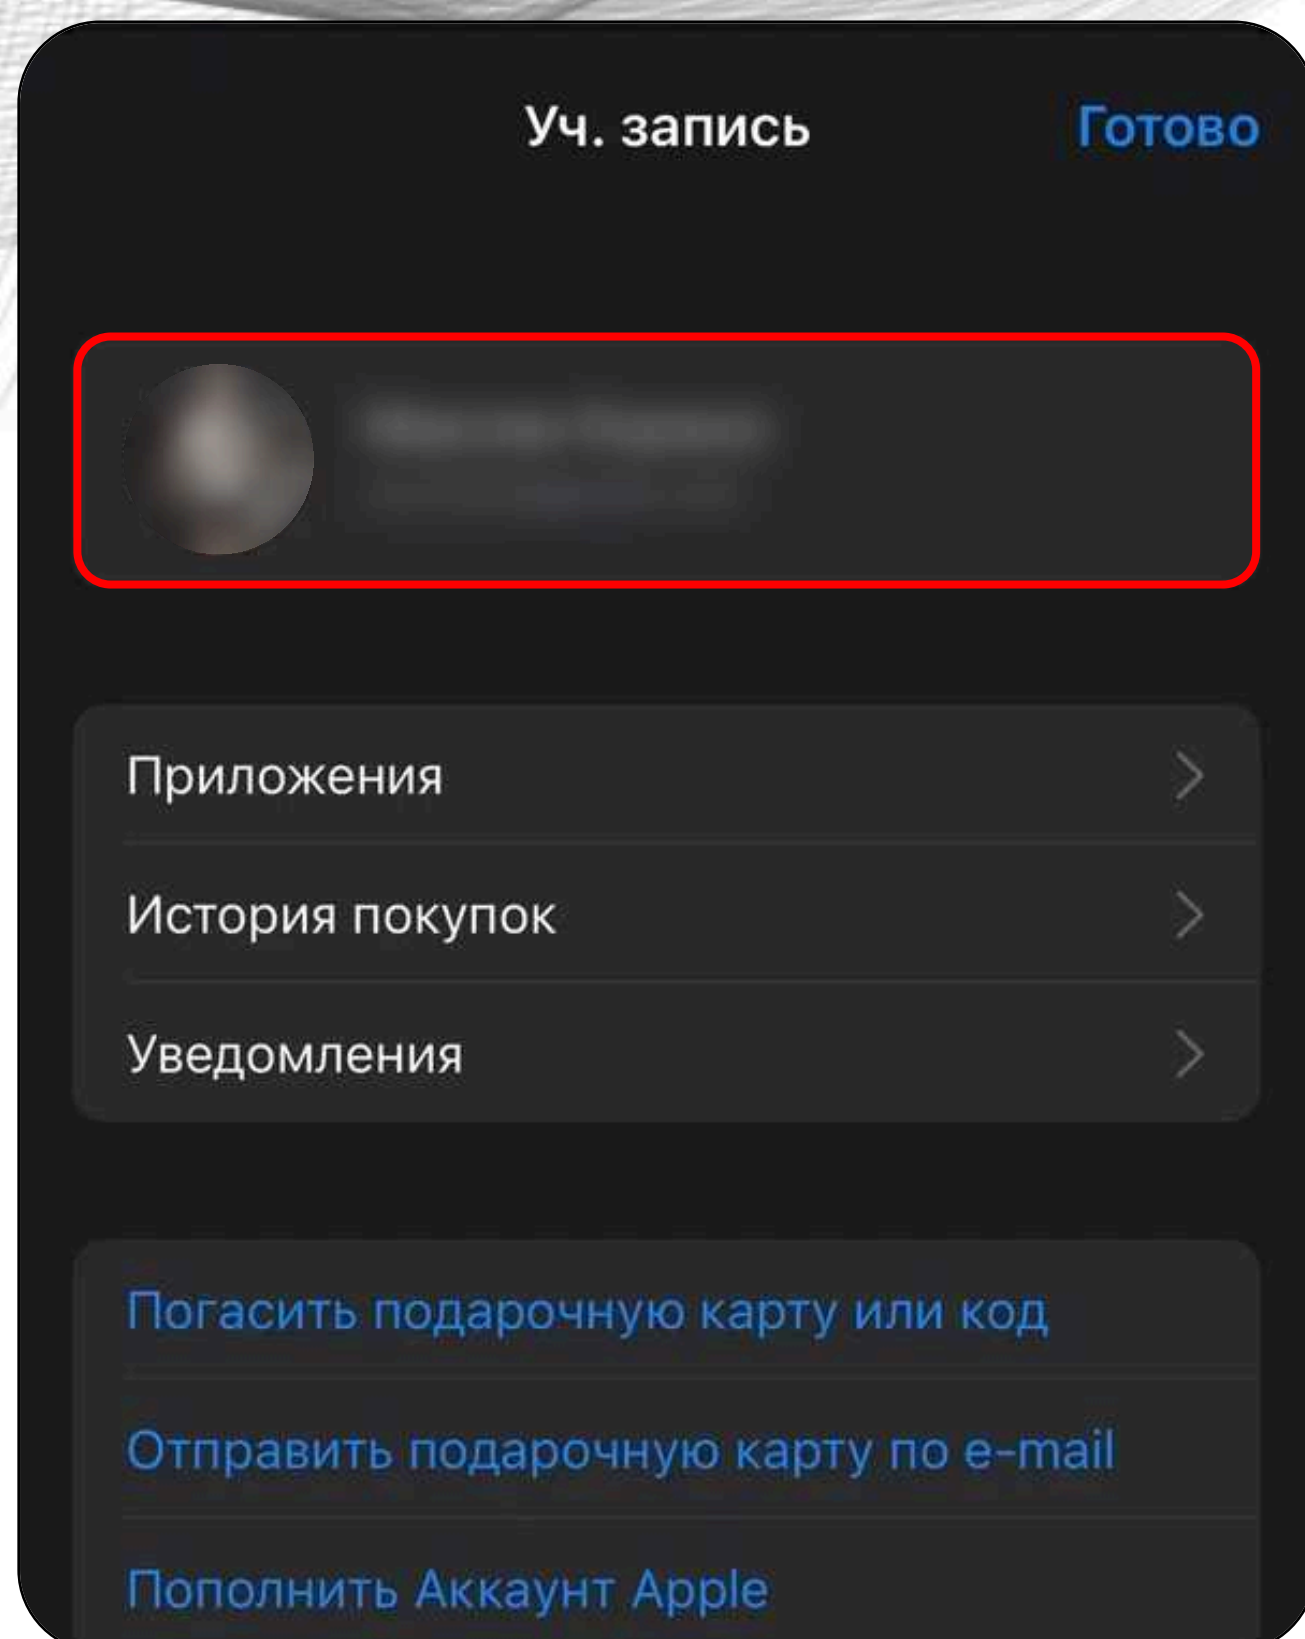 Уч. запись
Готово
Приложения
История покупок
Уведомления
Погасить подарочную карту или код
Отправить подарочную карту по e-mail
Пополнить Аккаунт Apple